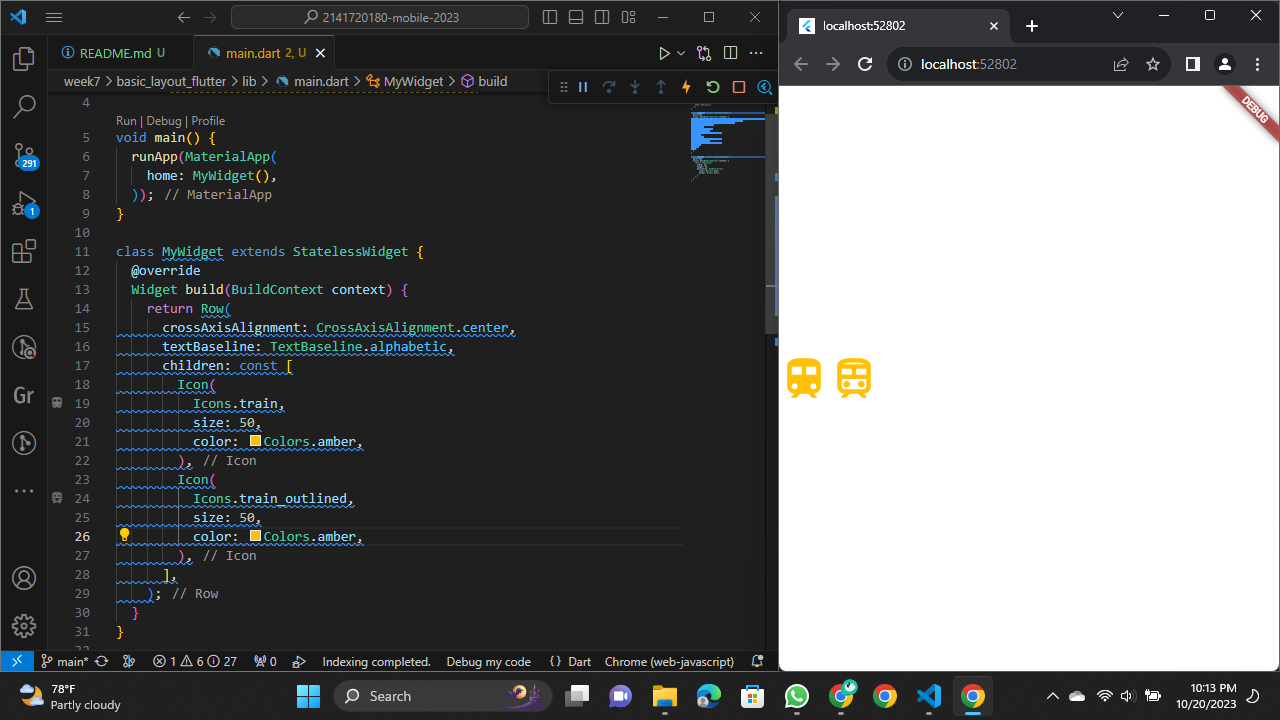 2141720180-mobile-2023
README.md U
main.dart 2, U
week7 > basic_layout_flutter > lib > main.dart > MyWidget > build
4
Run | Debug | Profile
5 void main() {
6 runApp(MaterialApp(
7 home: MyWidget(),
8 )); // MaterialApp
9 }
10
11 class MyWidget extends StatelessWidget {
12 @override
13 Widget build(BuildContext context) {
14 return Row(
15 crossAxisAlignment: CrossAxisAlignment.center,
16 textBaseline: TextBaseline.alphabetic,
17 children: const [
18 Icon(
19 Icons.train,
20 size: 50,
21 color: Colors.amber,
22 ), // Icon
23 Icon(
24 Icons.train_outlined,
25 size: 50,
26 color: Colors.amber,
27 ), // Icon
28 ],
29 ); // Row
30 }
31 }
291
1
Gr
main* 1 6 27 0 Indexing completed. Debug my code {} Dart Chrome (web-javascript)
localhost:52802
localhost:52802
DEBUG
78°F
Partly cloudy
Search
10:13 PM
10/20/2023